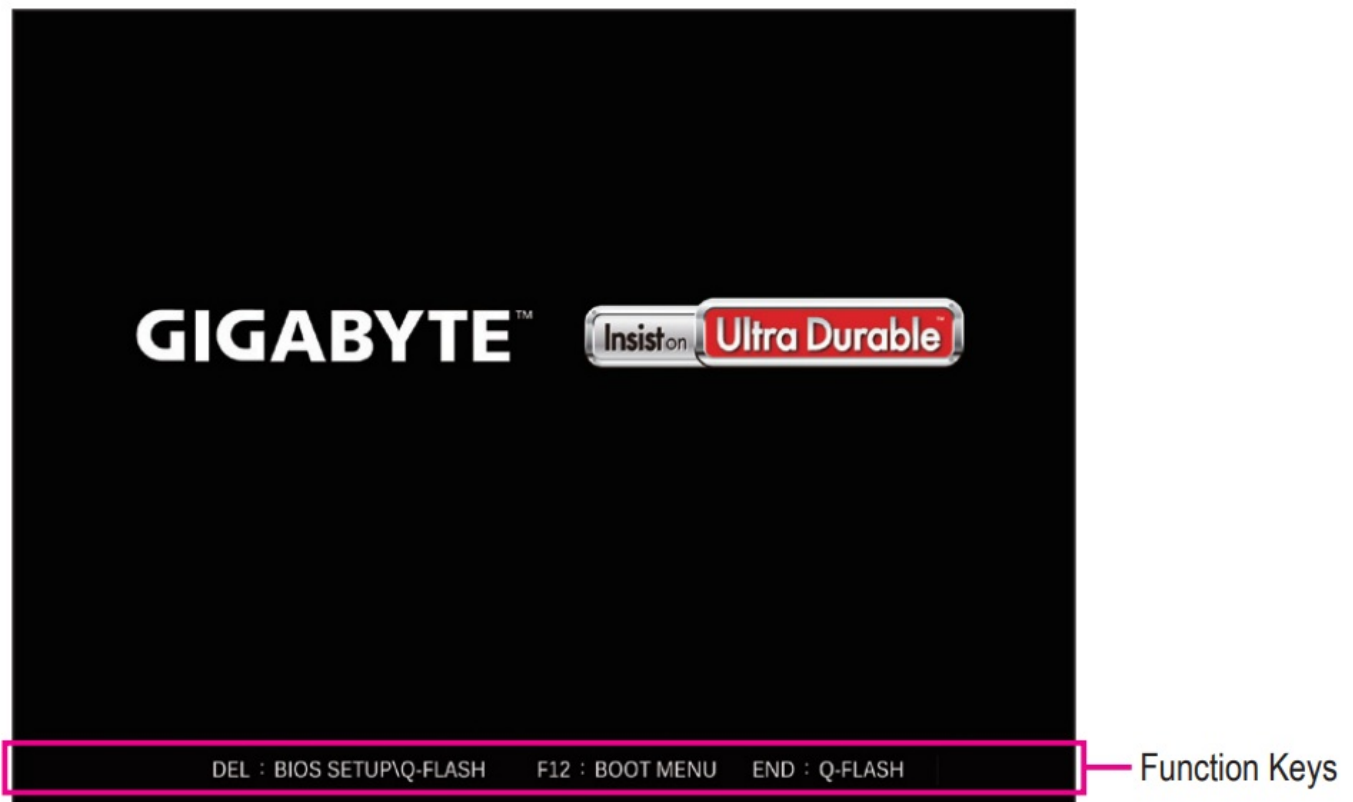 GIGABYTE™
Insist on Ultra Durable™
DEL : BIOS SETUP\Q-FLASH F12 : BOOT MENU END : Q-FLASH
Function Keys